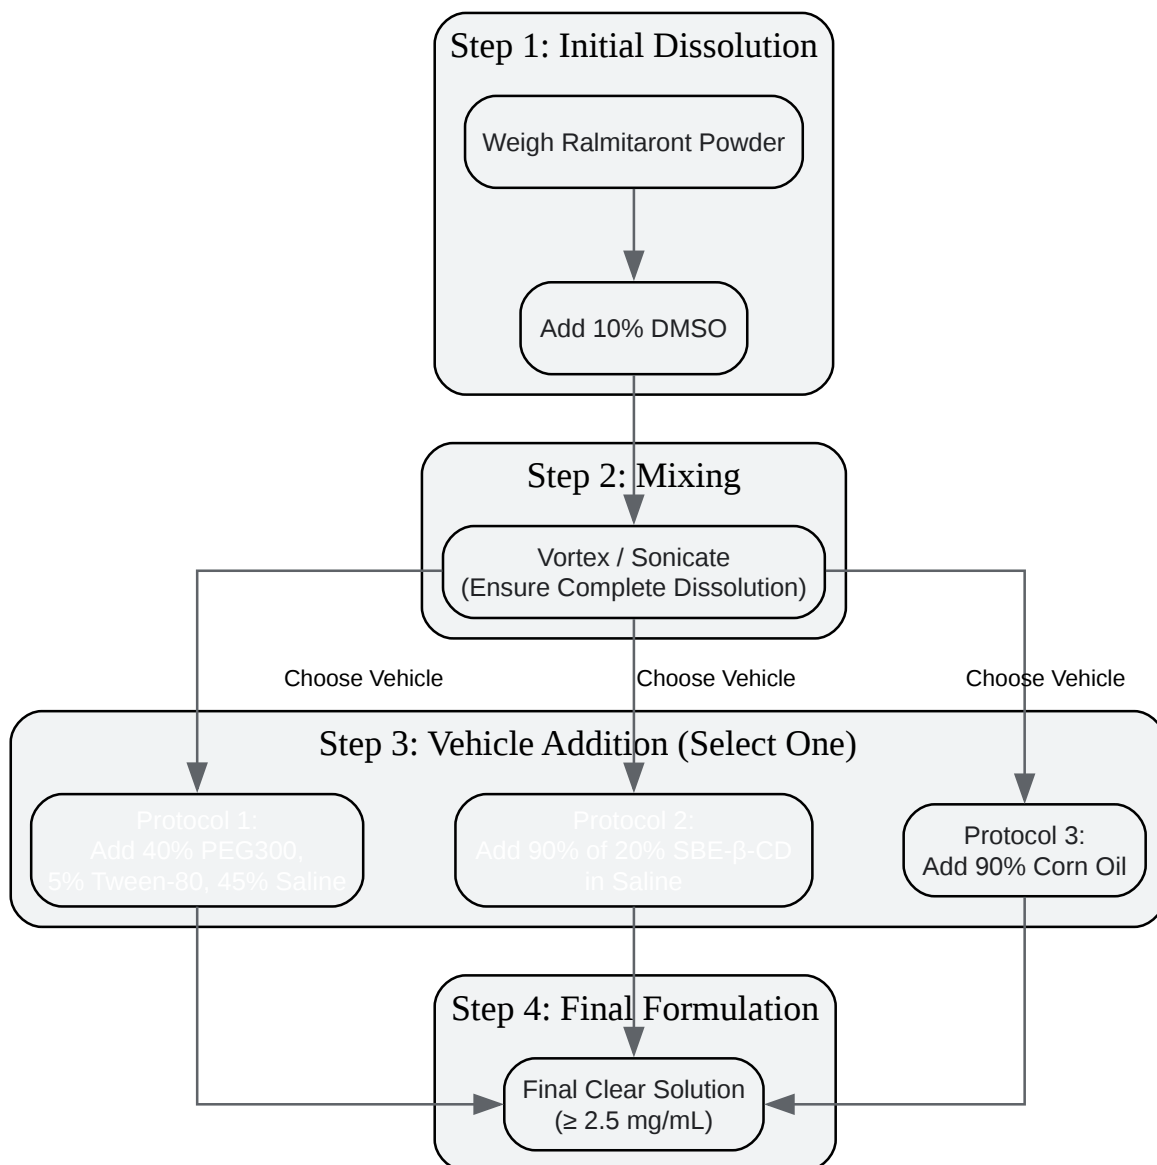 Step 1: Initial Dissolution
Weigh Ralmitaront Powder
Add 10% DMSO
Step 2: Mixing
Vortex / Sonicate
(Ensure Complete Dissolution)
Choose Vehicle
Choose Vehicle
Choose Vehicle
Step 3: Vehicle Addition (Select One)
Protocol 1:
Add 40% PEG300,
5% Tween-80, 45% Saline
Protocol 2:
Add 90% of 20% SBE-β-CD
in Saline
Protocol 3:
Add 90% Corn Oil
Step 4: Final Formulation
Final Clear Solution
(≥ 2.5 mg/mL)